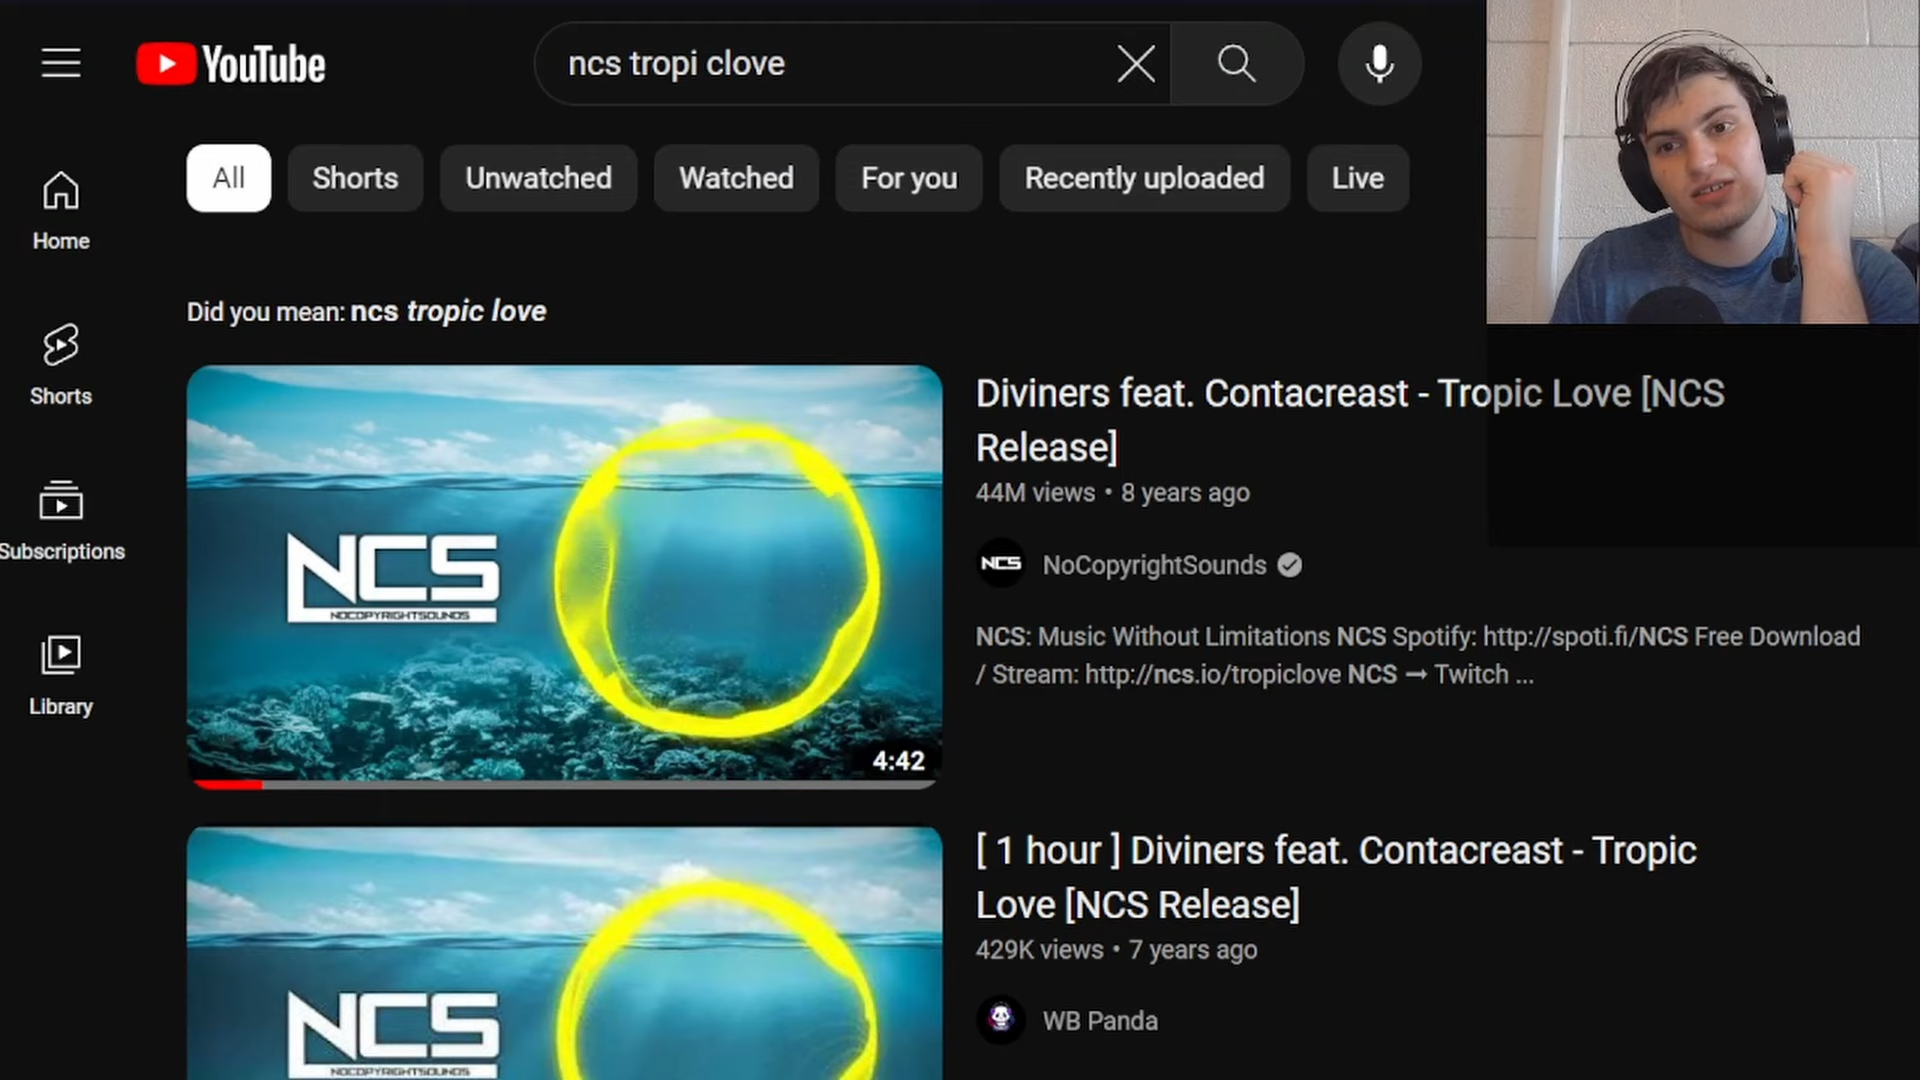 YouTube
ncs tropi clove
All
Shorts
Unwatched
Watched
For you
Recently uploaded
Live
Home
Shorts
Subscriptions
Library
Did you mean: ncs tropic love
NCS
NOCOPYRIGHTSOUNDS
4:42
Diviners feat. Contacreast - Tropic Love [NCS
Release]
44M views • 8 years ago
NCS
NoCopyrightSounds
NCS: Music Without Limitations NCS Spotify: http://spoti.fi/NCS Free Download
/ Stream: http://ncs.io/tropiclove NCS ➞ Twitch ...
NCS
NOCOPYRIGHTSOUNDS
[ 1 hour ] Diviners feat. Contacreast - Tropic
Love [NCS Release]
429K views • 7 years ago
WB Panda